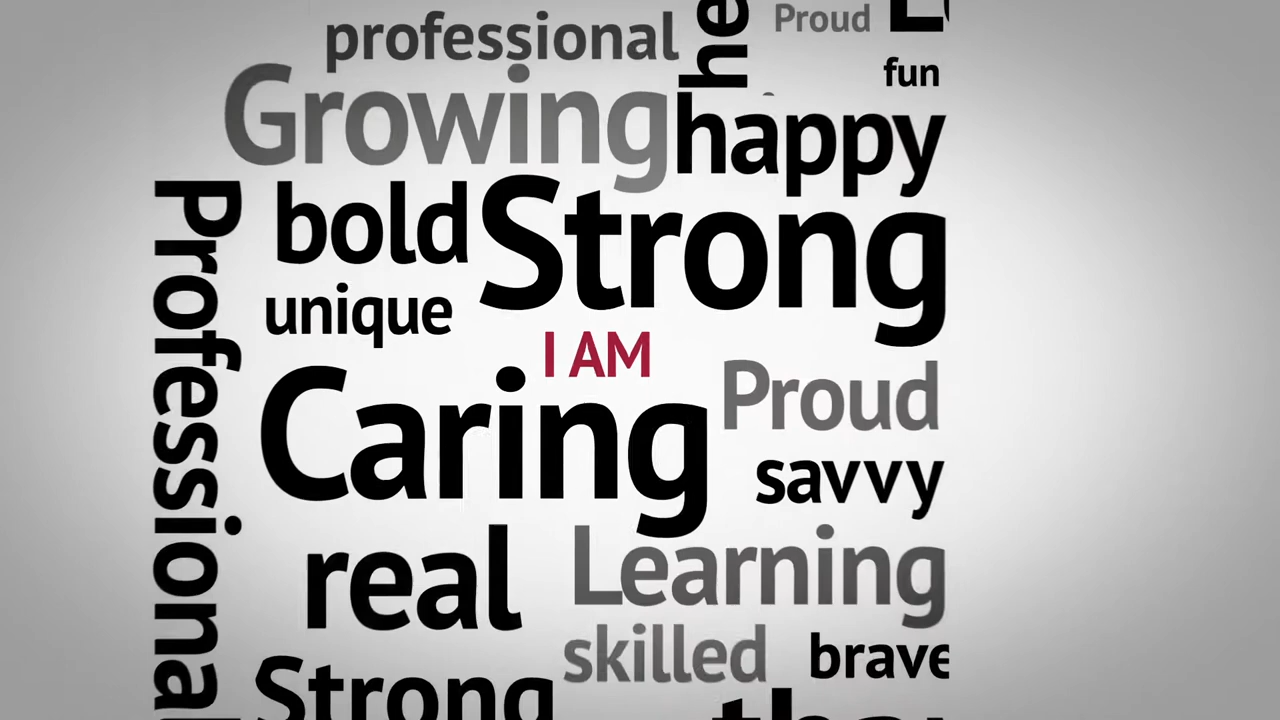 professional
Proud
fun
Growing
happy
Professional
bold
Strong
unique
I AM
Caring
Proud
savvy
real
Learning
skilled
brave
Strong